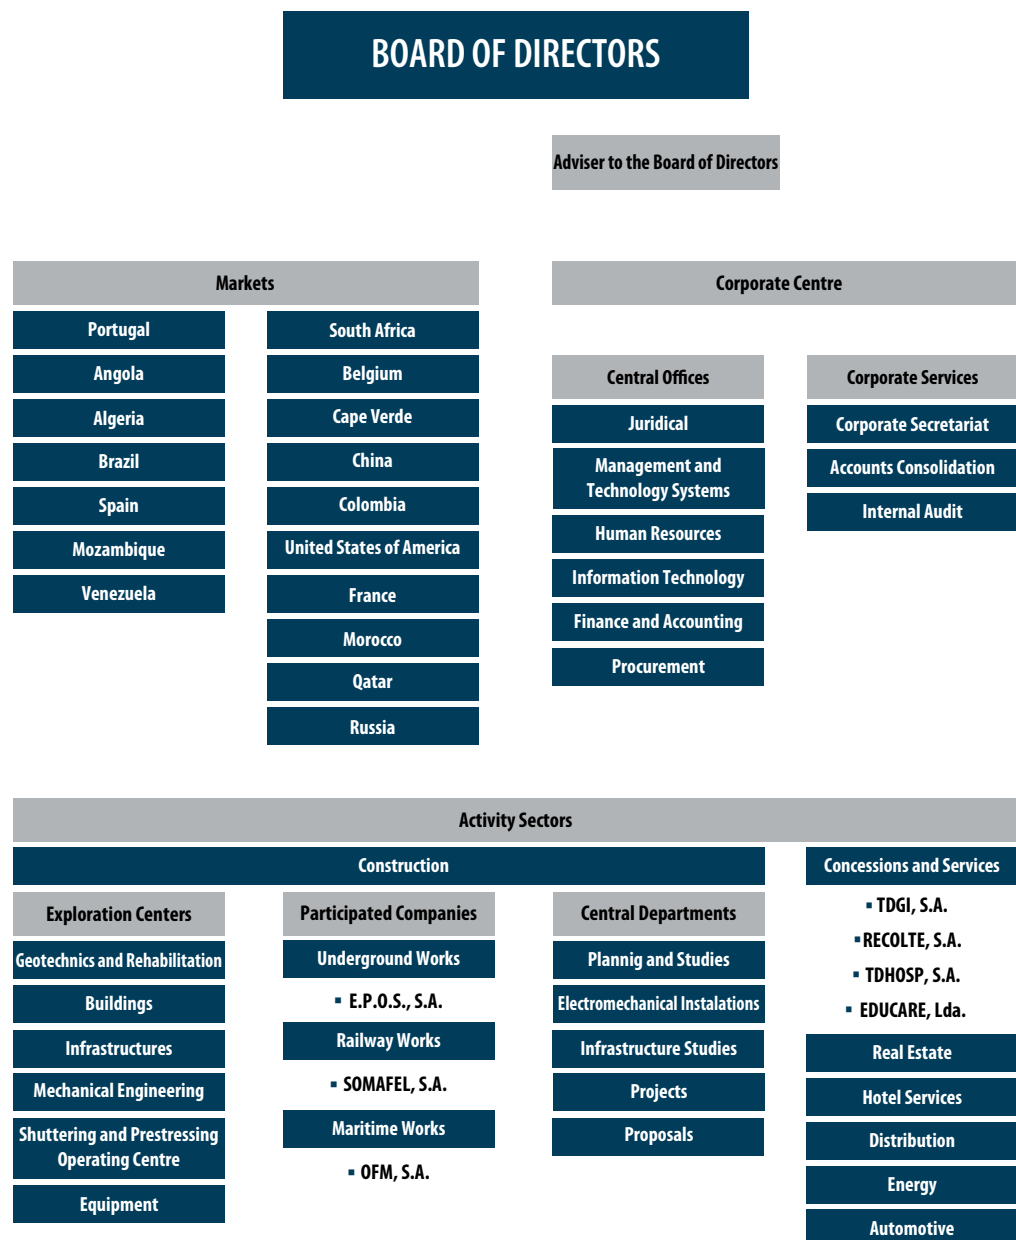 BOARD OF DIRECTORS
Adviser to the Board of Directors
Markets
Portugal
Angola
Algeria
Brazil
Spain
Mozambique
Venezuela
South Africa
Belgium
Cape Verde
China
Colombia
United States of America
France
Morocco
Qatar
Russia
Corporate Centre
Central Offices
Juridical
Management and
Technology Systems
Human Resources
Information Technology
Finance and Accounting
Procurement
Corporate Services
Corporate Secretariat
Accounts Consolidation
Internal Audit
Activity Sectors
Construction
Exploration Centers
Geotechnics and Rehabilitation
Buildings
Infrastructures
Mechanical Engineering
Shuttering and Prestressing
Operating Centre
Equipment
Participated Companies
Underground Works
▪ E.P.O.S., S.A.
Railway Works
▪ SOMAFEL, S.A.
Maritime Works
▪ OFM, S.A.
Central Departments
Plannig and Studies
Electromechanical Instalations
Infrastructure Studies
Projects
Proposals
Concessions and Services
▪ TDGI, S.A.
▪ RECOLTE, S.A.
▪ TDHOSP, S.A.
▪ EDUCARE, Lda.
Real Estate
Hotel Services
Distribution
Energy
Automotive